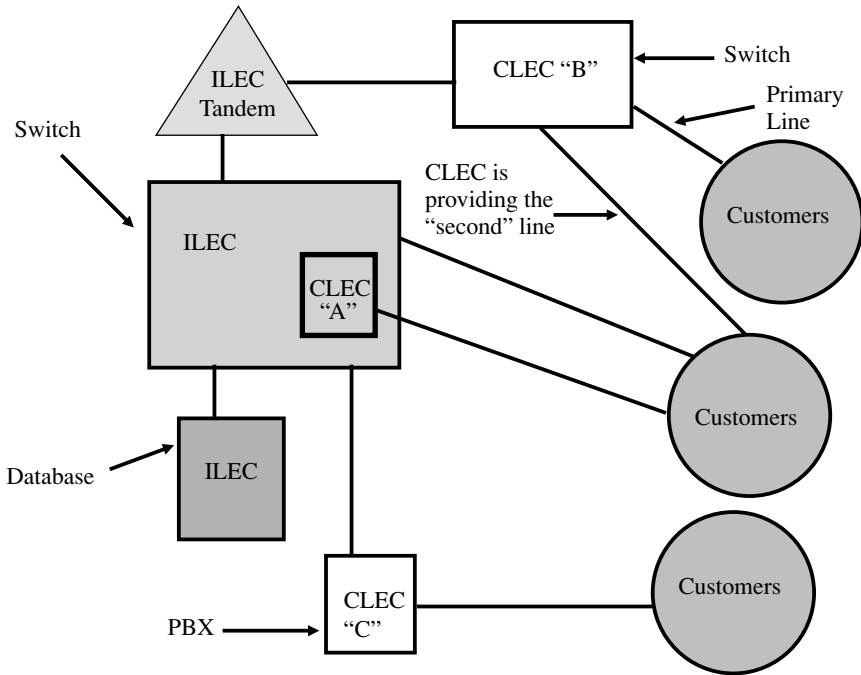 ILEC
Tandem
CLEC “B”
Switch
Primary
Line
Switch
CLEC is
providing the
“second” line
Customers
ILEC
CLEC
“A”
Customers
Database
ILEC
Customers
CLEC
“C”
PBX